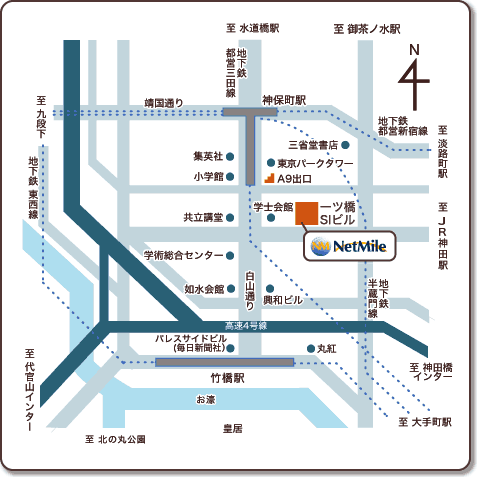 至 水道橋駅
至 御茶ノ水駅
地下鉄
都営三田線
N
至 九段下
靖国通り
神保町駅
地下鉄
都営新宿線
至 淡路町駅
三省堂書店
集英社
東京パークタワー
小学館
A9出口
地下鉄 東西線
学士会館
一ツ橋
SIビル
共立講堂
至 JR神田駅
NetMile
学術総合センター
白山通り
如水会館
興和ビル
地下鉄
半蔵門線
高速4号線
パレスサイドビル
(毎日新聞社)
丸紅
至 代官山インター
竹橋駅
至 神田橋
インター
お濠
至 大手町駅
皇居
至 北の丸公園